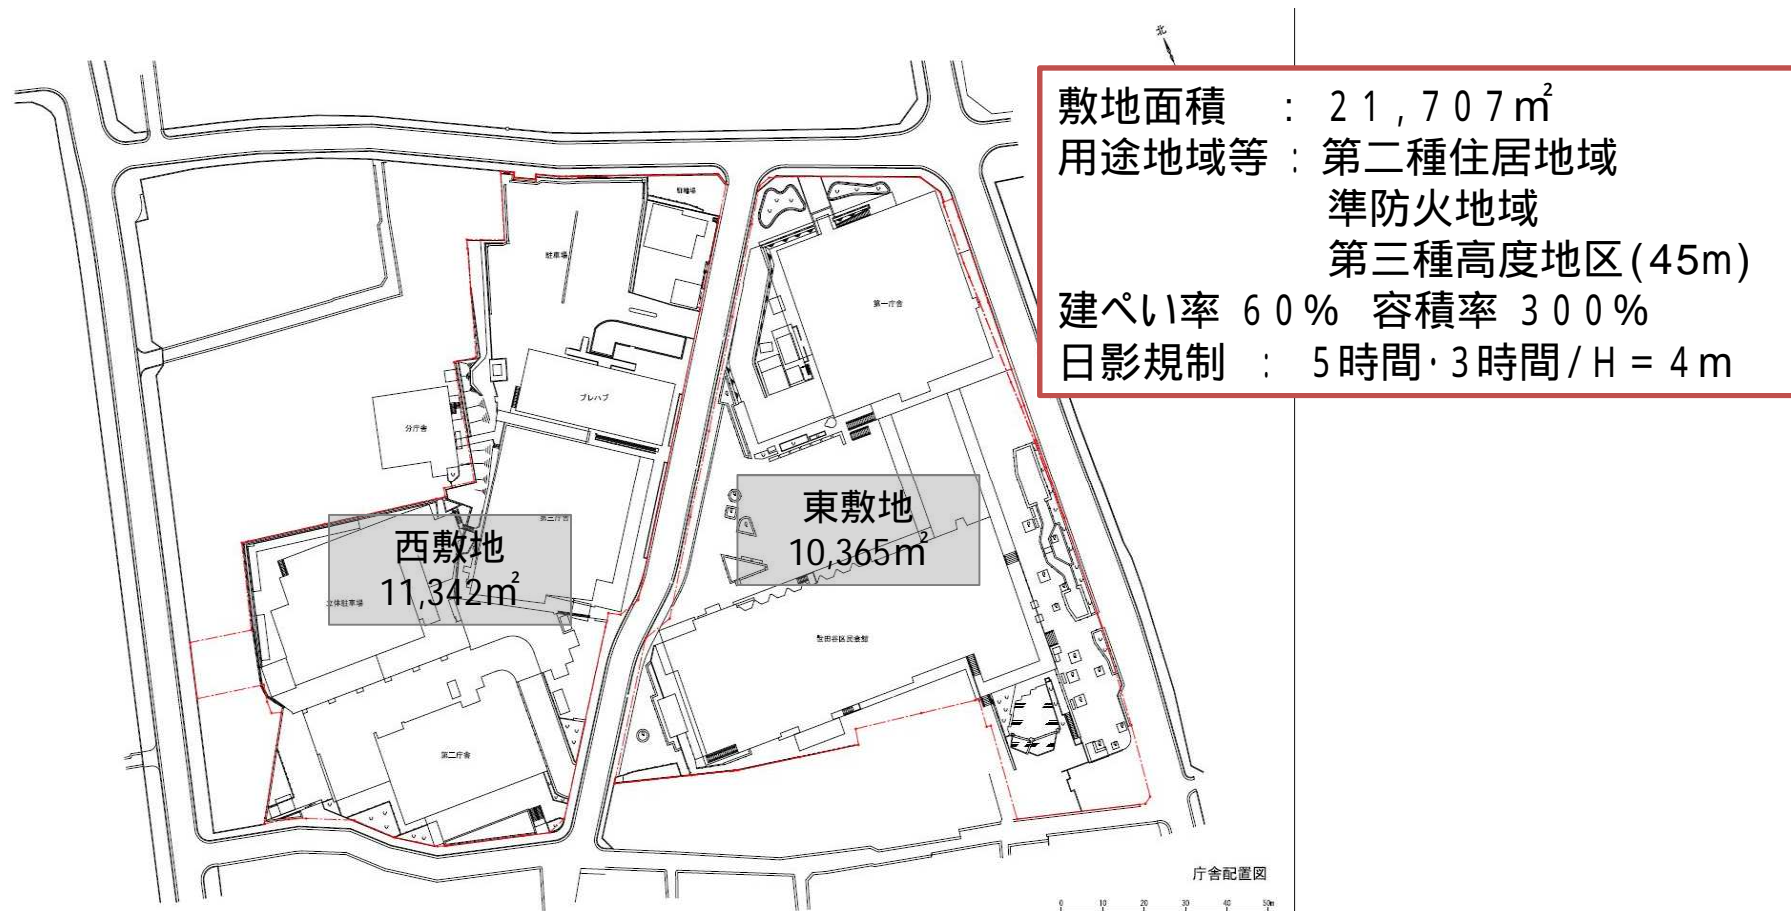 北
敷地面積 : 21,707㎡
用途地域等 : 第二種住居地域
準防火地域
第三種高度地区(45m)
建ぺい率 60% 容積率 300%
日影規制 : 5時間・3時間/H=4m
駐輪場
駐車場
第一庁舎
プレハブ
分庁舎
東敷地
10,365㎡
第三庁舎
西敷地
11,342㎡
立体駐車場
世田谷区民会館
第二庁舎
庁舎配置図
0 10 20 30 40 50m